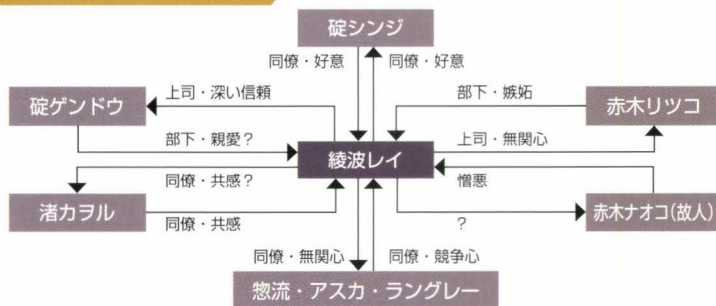 碇シンジ
同僚・好意
同僚・好意
碇ゲンドウ
上司・深い信頼
部下・嫉妬
赤木リツコ
部下・親愛？
綾波レイ
上司・無関心
同僚・共感？
憎悪
渚カヲル
同僚・共感
？
赤木ナオコ(故人)
同僚・無関心
同僚・競争心
惣流・アスカ・ラングレー